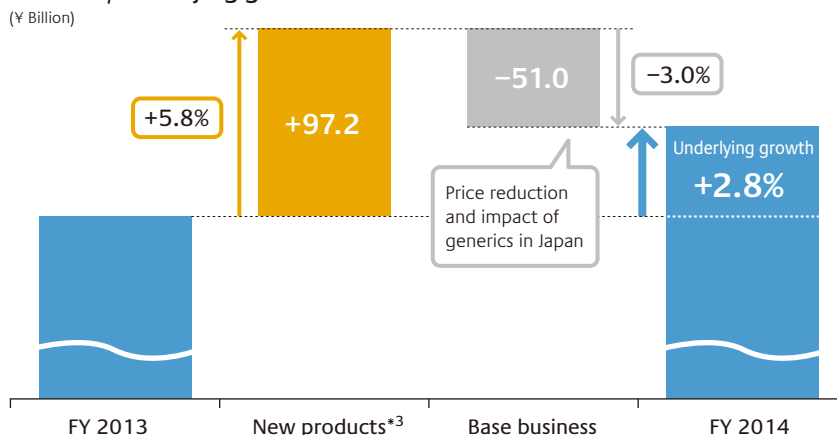 (¥ Billion)
+5.8%
+97.2
−51.0
−3.0%
Underlying growth
+2.8%
Price reduction
and impact of
generics in Japan
FY 2013
New products*3
Base business
FY 2014